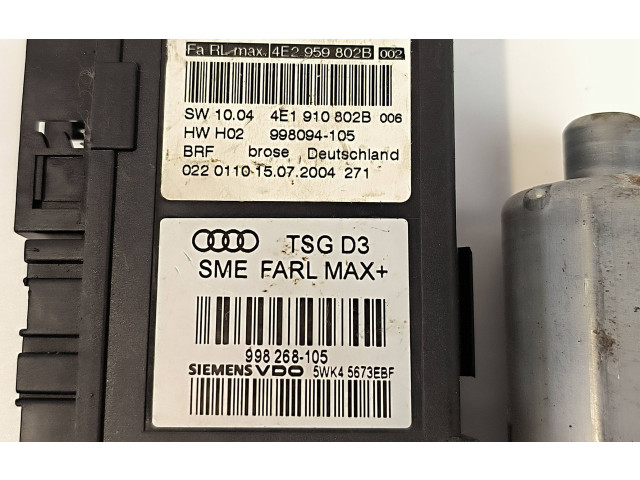 Fa RL max. 4E2 959 802B 002
SW 10.04 4E1 910 802B 006
HW H02 998094-105
BRF brose Deutschland
022 0110 15.07.2004 271
TSG D3
SME FARL MAX+
998 268-105
SIEMENS VDO 5WK4 5673EBF